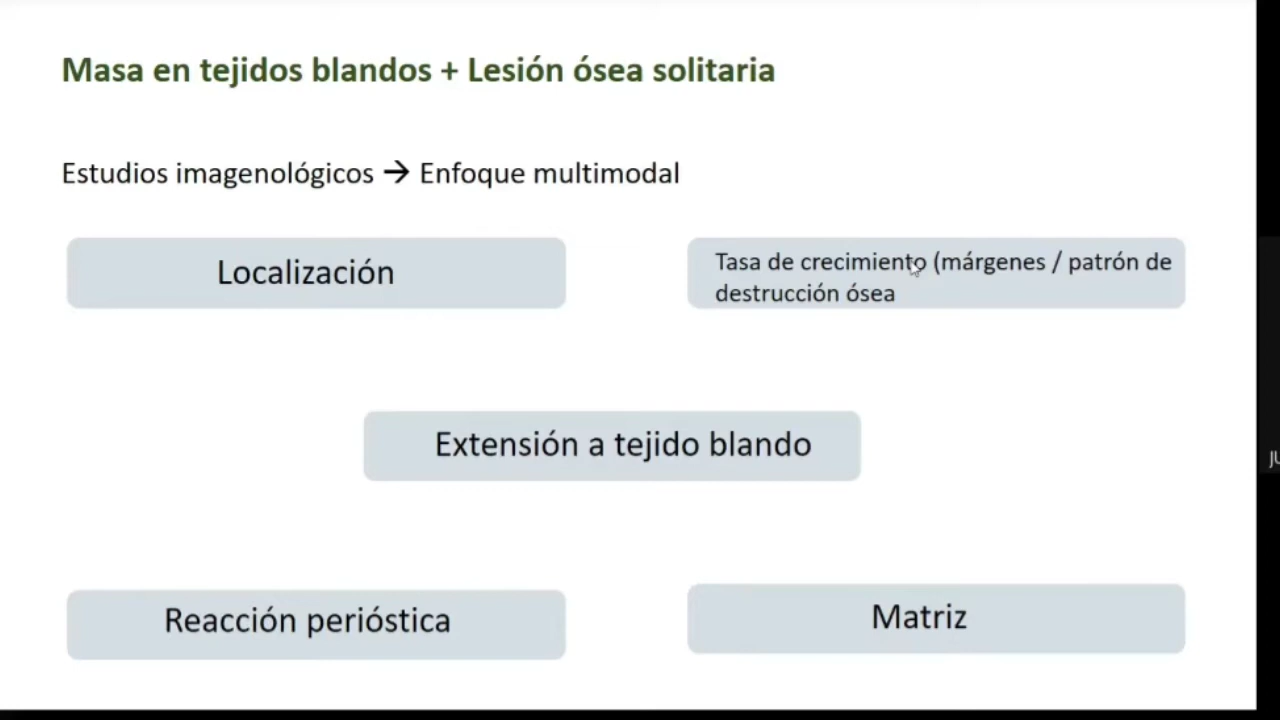 Masa en tejidos blandos + Lesión ósea solitaria
Estudios imagenológicos → Enfoque multimodal
Localización
Tasa de crecimiento (márgenes / patrón de
destrucción ósea
Extensión a tejido blando
Reacción perióstica
Matriz